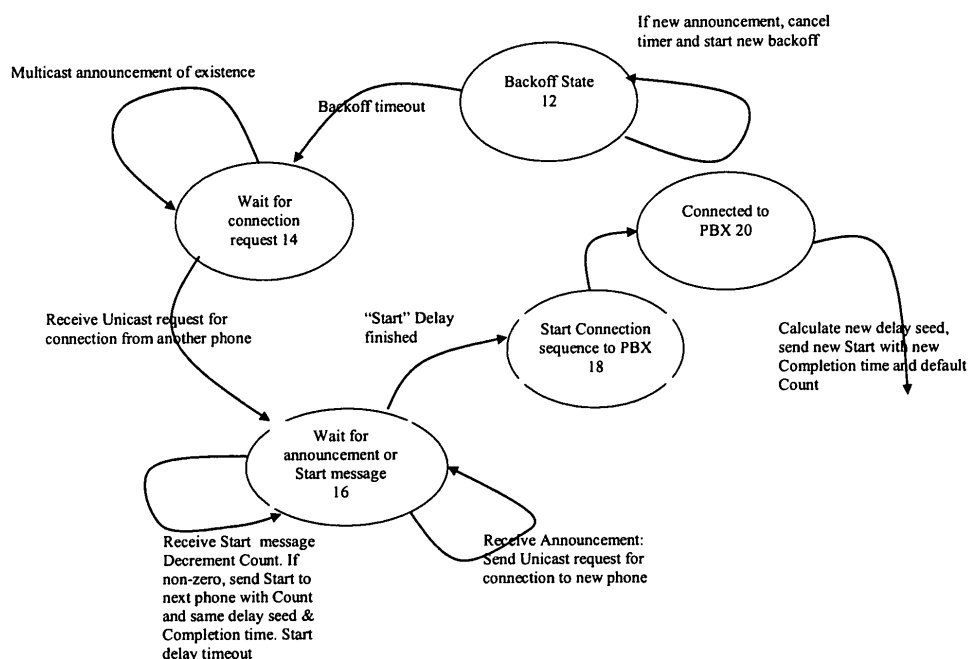 If new announcement, cancel
timer and start new backoff
Multicast announcement of existence
Backoff State
12
Backoff timeout
Wait for
connection
request 14
Connected to
PBX 20
Receive Unicast request for
connection from another phone
“Start” Delay
finished
Start Connection
sequence to PBX
18
Calculate new delay seed,
send new Start with new
Completion time and default
Count
Wait for
announcement or
Start message
16
Receive Start message
Decrement Count. If
non-zero, send Start to
next phone with Count
and same delay seed &
Completion time. Start
delay timeout
Receive Announcement:
Send Unicast request for
connection to new phone